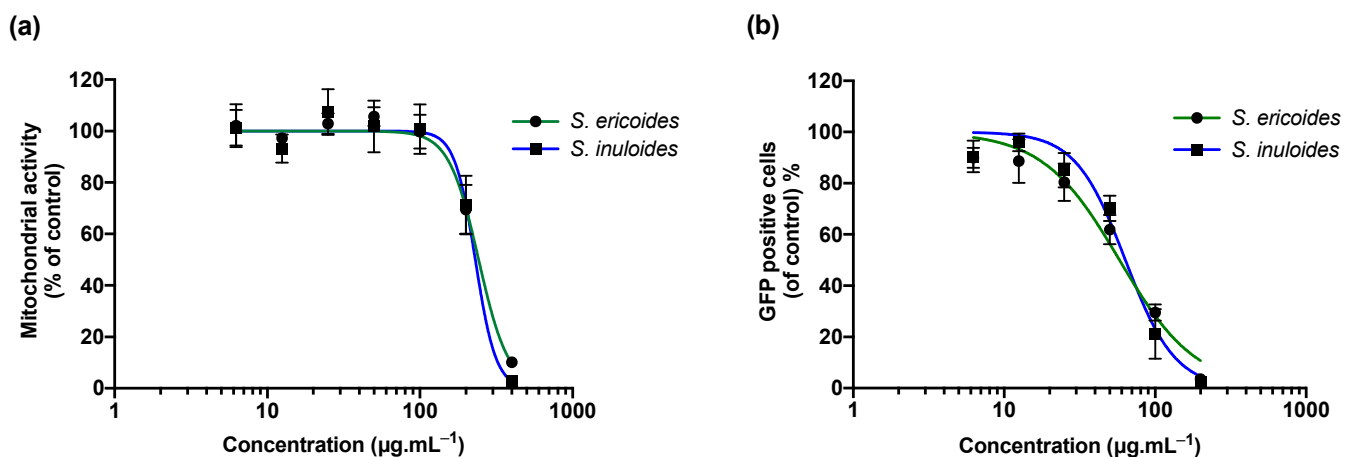 (a)
120
100
80
60
40
20
0
Mitochondrial activity
(% of control)
1
10
100
1000
Concentration (µg.mL⁻¹)
S. ericoides
S. inuloides
(b)
120
100
80
60
40
20
0
GFP positive cells
(of control) %
1
10
100
1000
Concentration (µg.mL⁻¹)
S. ericoides
S. inuloides